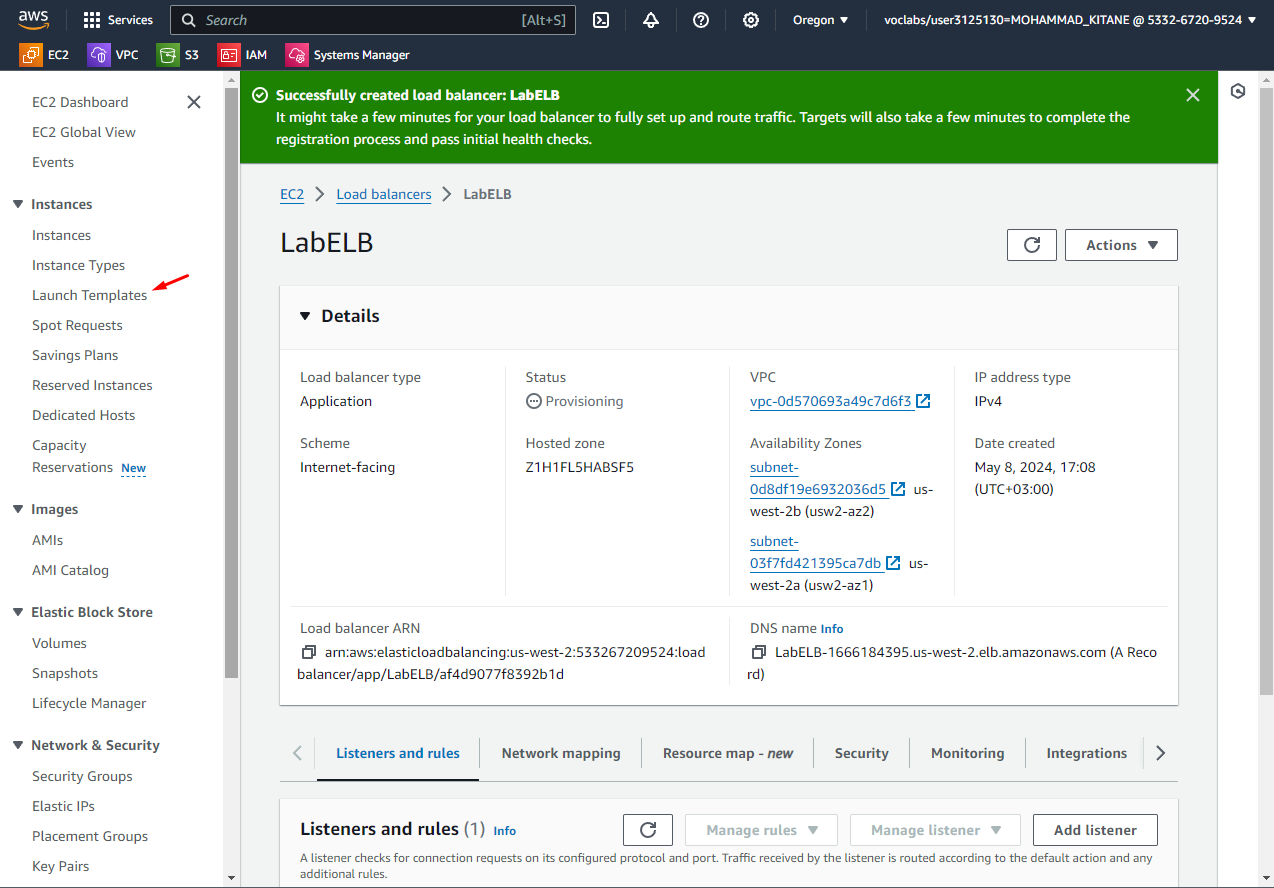 aws
Services
Search
[Alt+S]
Oregon
voclabs/user3125130=MOHAMMAD_KITANE @ 5332-6720-9524
EC2
VPC
S3
IAM
Systems Manager
EC2 Dashboard
EC2 Global View
Events
Instances
Instances
Instance Types
Launch Templates
Spot Requests
Savings Plans
Reserved Instances
Dedicated Hosts
Capacity
Reservations New
Images
AMIs
AMI Catalog
Elastic Block Store
Volumes
Snapshots
Lifecycle Manager
Network & Security
Security Groups
Elastic IPs
Placement Groups
Key Pairs
Successfully created load balancer: LabELB
It might take a few minutes for your load balancer to fully set up and route traffic. Targets will also take a few minutes to complete the
registration process and pass initial health checks.
EC2 > Load balancers > LabELB
LabELB
Actions
Details
Load balancer type
Application
Status
Provisioning
VPC
vpc-0d570693a49c7d6f3
IP address type
IPv4
Scheme
Internet-facing
Hosted zone
Z1H1FL5HABSF5
Availability Zones
subnet-
0d8df19e6932036d5 us-
west-2b (usw2-az2)
subnet-
03f7fd421395ca7db us-
west-2a (usw2-az1)
Date created
May 8, 2024, 17:08
(UTC+03:00)
Load balancer ARN
arn:aws:elasticloadbalancing:us-west-2:533267209524:load
balancer/app/LabELB/af4d9077f8392b1d
DNS name Info
LabELB-1666184395.us-west-2.elb.amazonaws.com (A Reco
rd)
Listeners and rules
Network mapping
Resource map - new
Security
Monitoring
Integrations
Listeners and rules (1) Info
Manage rules
Manage listener
Add listener
A listener checks for connection requests on its configured protocol and port. Traffic received by the listener is routed according to the default action and any
additional rules.